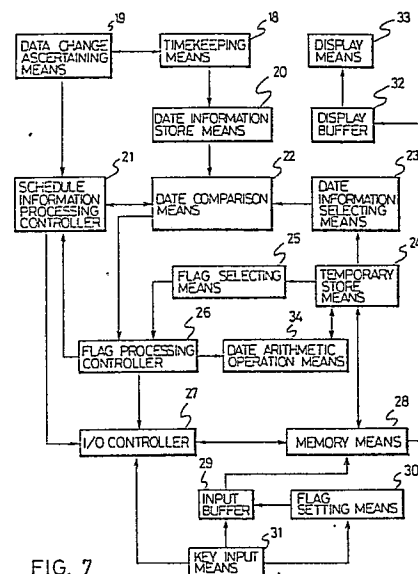 19
18
33
DATA CHANGE
ASCERTAINING
MEANS
TIMEKEEPING
MEANS
DISPLAY
MEANS
20
32
DATE INFORMATION
STORE MEANS
DISPLAY
BUFFER
21
22
23
SCHEDULE
INFORMATION
PROCESSING
CONTROLLER
DATE COMPARISON
MEANS
DATE
INFORMATION
SELECTING
MEANS
25
24
FLAG SELECTING
MEANS
TEMPORARY
STORE
MEANS
26
34
FLAG PROCESSING
CONTROLLER
DATE ARITHMETIC
OPERATION MEANS
27
28
I/O CONTROLLER
MEMORY MEANS
29
30
INPUT
BUFFER
FLAG
SETTING MEANS
31
KEY INPUT
MEANS
FIG. 7